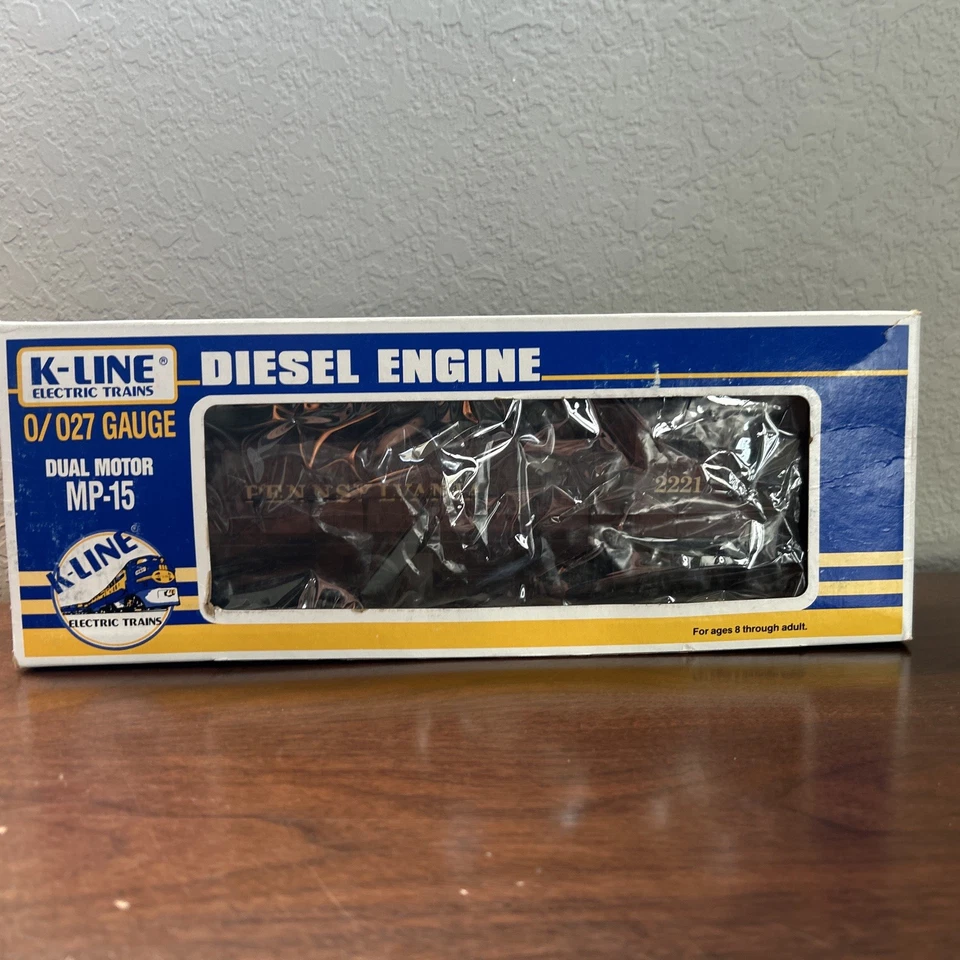 K-LINE®
ELECTRIC TRAINS
DIESEL ENGINE
O/027 GAUGE
DUAL MOTOR
MP-15
PENNSYLVANIA
2221
K-LINE®
ELECTRIC TRAINS
For ages 8 through adult.